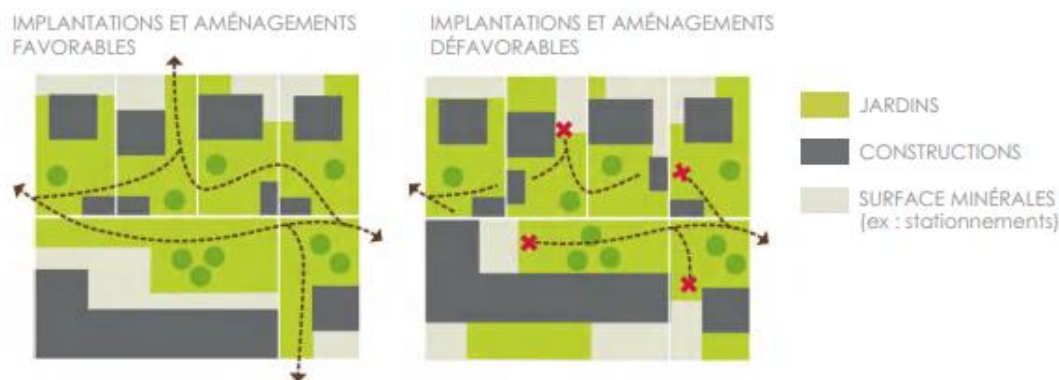 IMPLANTATIONS ET AMÉNAGEMENTS
FAVORABLES
IMPLANTATIONS ET AMÉNAGEMENTS
DÉFAVORABLES
JARDINS
CONSTRUCTIONS
SURFACE MINÉRALES
(ex : stationnements)